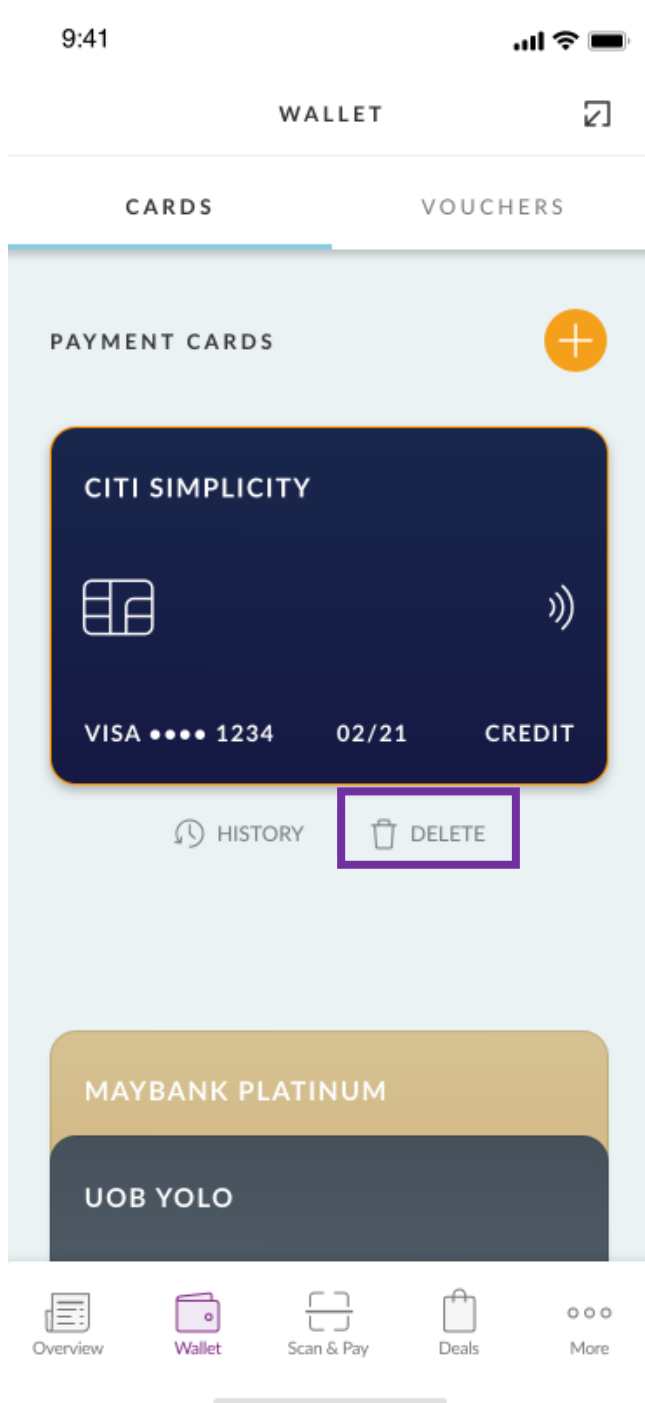 9:41
WALLET
CARDS VOUCHERS
PAYMENT CARDS
CITI SIMPLICITY
VISA •••• 1234 02/21 CREDIT
HISTORY DELETE
MAYBANK PLATINUM
UOB YOLO
Overview Wallet Scan & Pay Deals More